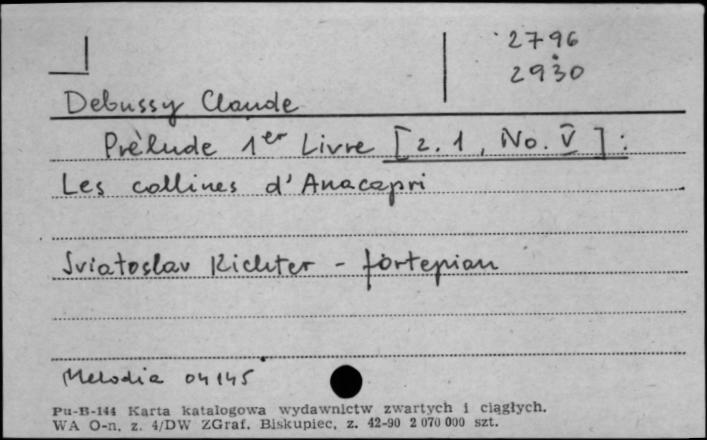 2796
2930
Debussy Claude
Prèlude 1er Livre [z. 1, No. V]:
Les collines d'Anacapri
Sviatoslav Richter - fortepian
Melodia 04145
Pu-B-144 Karta katalogowa wydawnictw zwartych i ciągłych.
WA O-n, z. 4/DW ZGraf. Biskupiec, z. 42-90 2 070 000 szt.